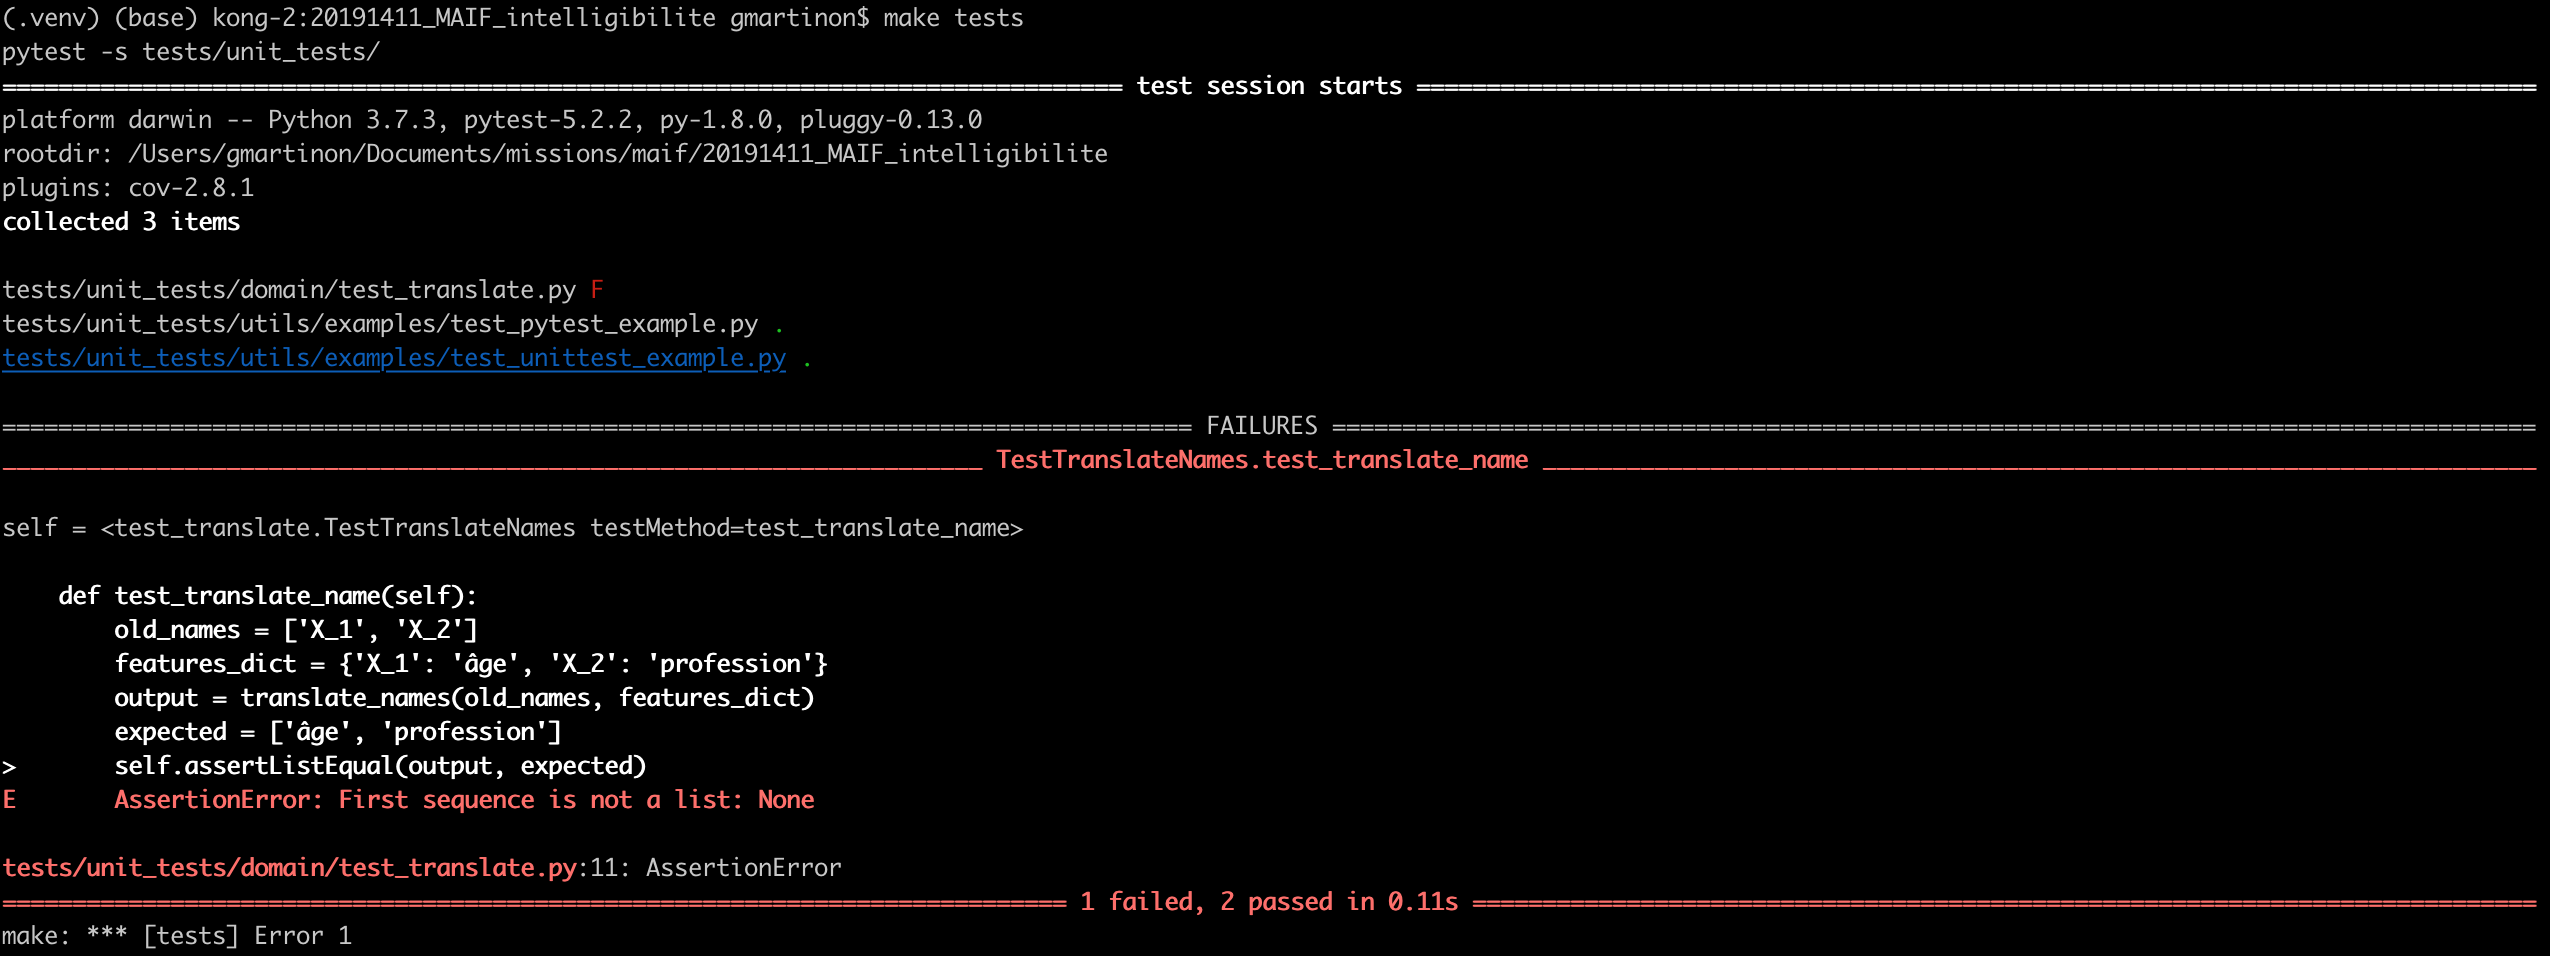 (.venv) (base) kong-2:20191411_MAIF_intelligibilite gmartinon$ make tests
pytest -s tests/unit_tests/
================================================================================ test session starts ================================================================================
platform darwin -- Python 3.7.3, pytest-5.2.2, py-1.8.0, pluggy-0.13.0
rootdir: /Users/gmartinon/Documents/missions/maif/20191411_MAIF_intelligibilite
plugins: cov-2.8.1
collected 3 items

tests/unit_tests/domain/test_translate.py F
tests/unit_tests/utils/examples/test_pytest_example.py .
tests/unit_tests/utils/examples/test_unittest_example.py .

===================================================================================== FAILURES ======================================================================================
______________________________________________________________________ TestTranslateNames.test_translate_name _______________________________________________________________________

self = <test_translate.TestTranslateNames testMethod=test_translate_name>

    def test_translate_name(self):
        old_names = ['X_1', 'X_2']
        features_dict = {'X_1': 'âge', 'X_2': 'profession'}
        output = translate_names(old_names, features_dict)
        expected = ['âge', 'profession']
>       self.assertListEqual(output, expected)
E       AssertionError: First sequence is not a list: None

tests/unit_tests/domain/test_translate.py:11: AssertionError
============================================================================ 1 failed, 2 passed in 0.11s ============================================================================
make: *** [tests] Error 1